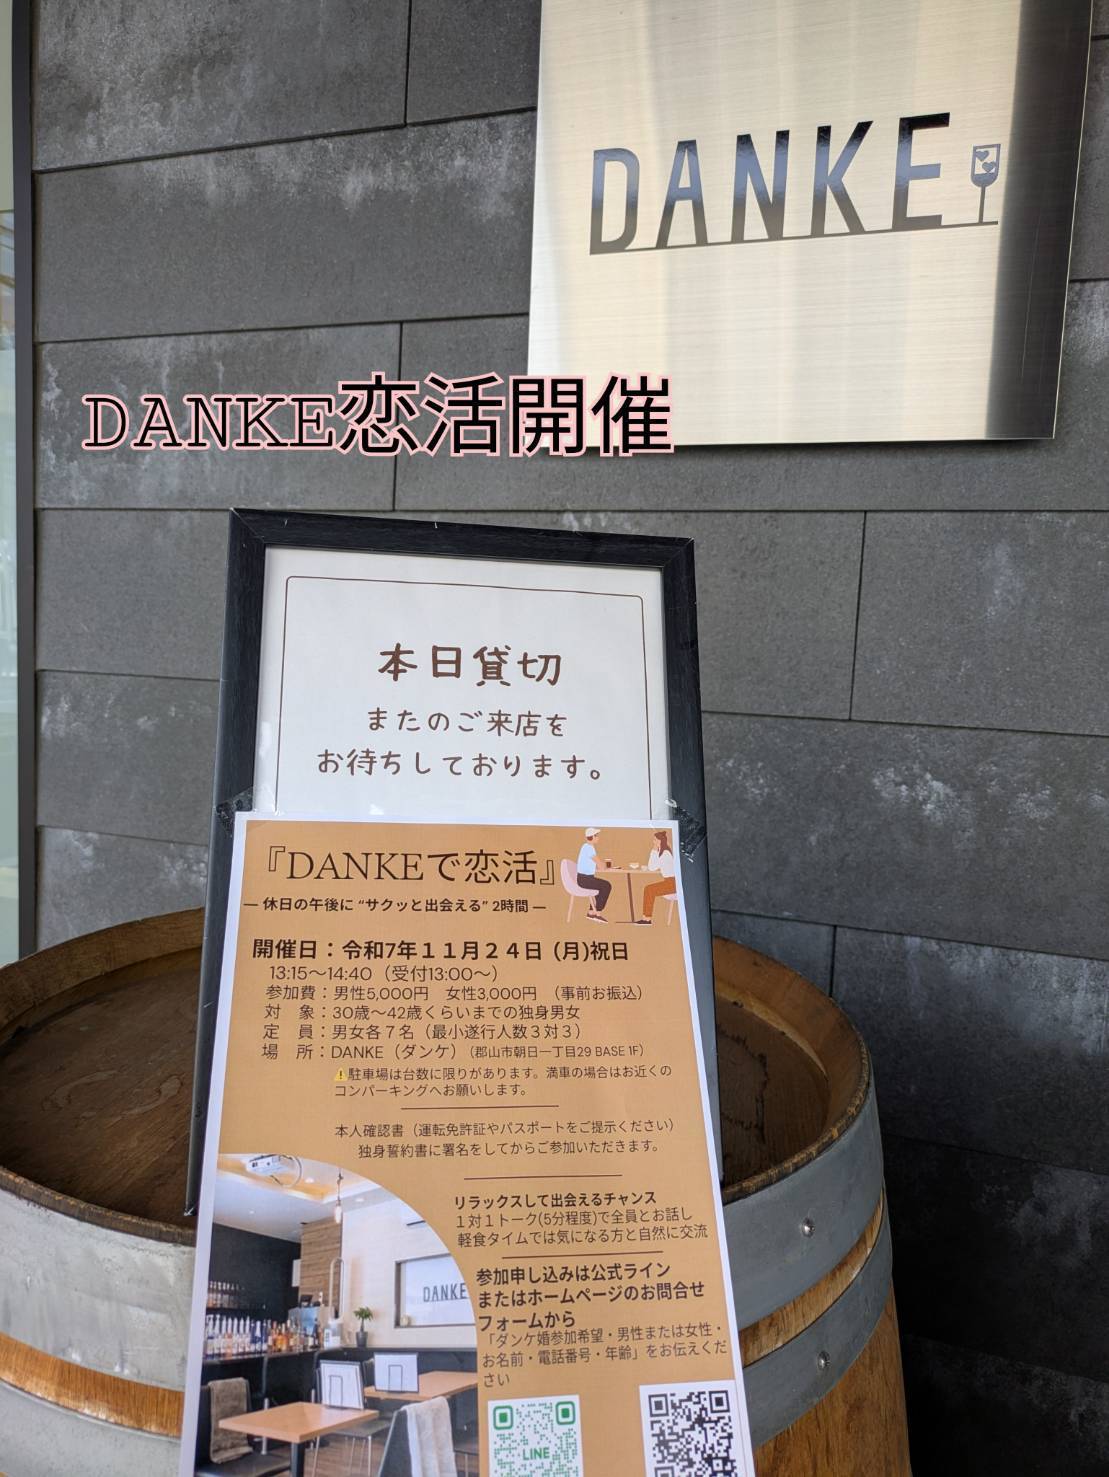 DANKE
DANKE恋活開催
本日貸切
またのご来店を
お待ちしております。
『DANKEで恋活』
― 休日の午後に “サクッと出会える” 2時間 ―
開催日：令和7年１１月２４日 (月)祝日
13:15〜14:40（受付13:00〜）
参加費：男性5,000円　女性3,000円　（事前お振込）
対　象：30歳〜42歳くらいまでの独身男女
定　員：男女各７名（最小遂行人数３対３）
場　所：DANKE（ダンケ）（郡山市朝日一丁目29 BASE 1F）
⚠️駐車場は台数に限りがあります。満車の場合はお近くの
コンパーキングへお願いします。
本人確認書（運転免許証やパスポートをご提示ください）
独身誓約書に署名をしてからご参加いただきます。
リラックスして出会えるチャンス
１対１トーク(5分程度)で全員とお話し
軽食タイムでは気になる方と自然に交流
DANKE
参加申し込みは公式ライン
またはホームページのお問合せ
フォームから
「ダンケ婚参加希望・男性または女性・
お名前・電話番号・年齢」をお伝えくだ
さい
LINE